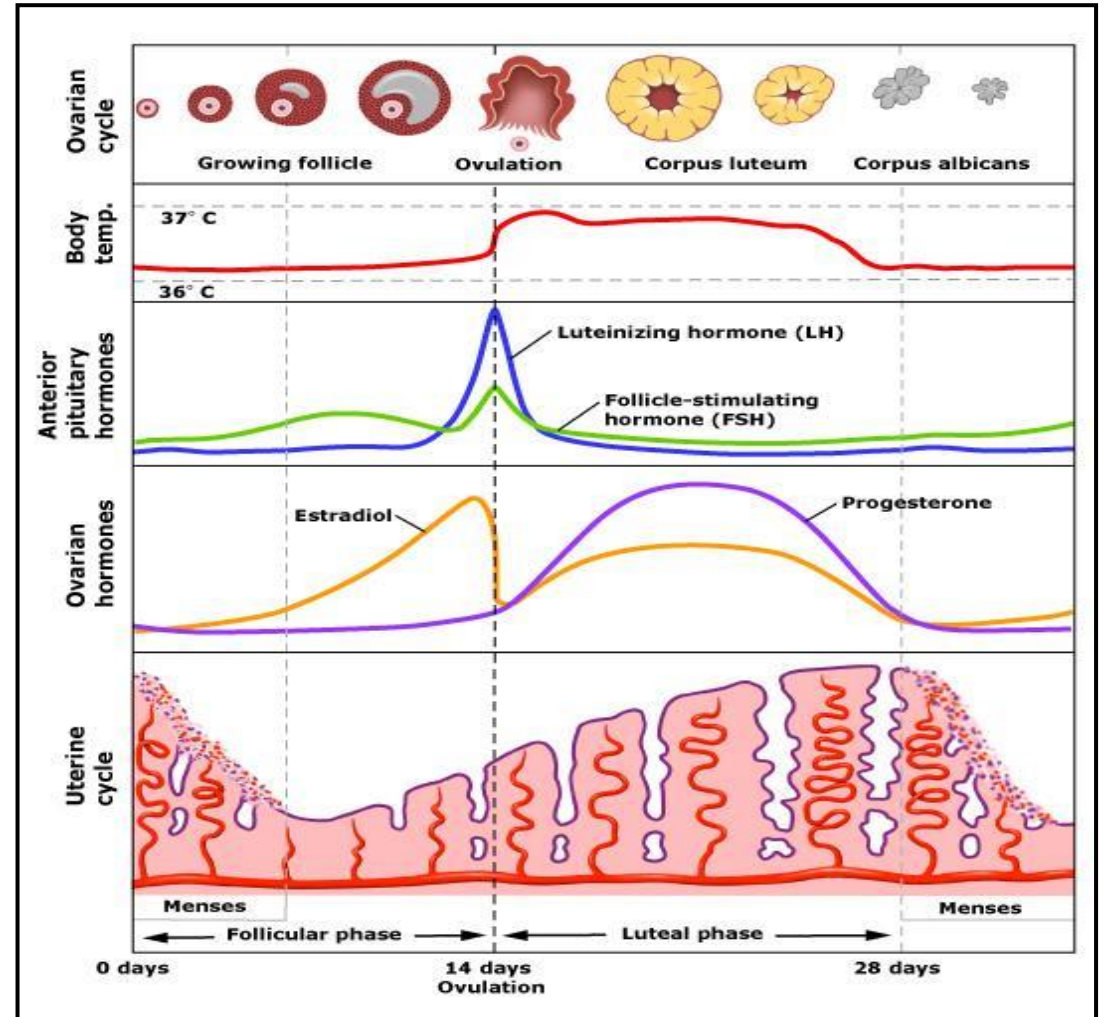 Ovarian
cycle
Growing follicle
Ovulation
Corpus luteum
Corpus albicans
Body
temp.
37° C
36° C
Anterior
pituitary
hormones
Luteinizing hormone (LH)
Follicle-stimulating
hormone (FSH)
Ovarian
hormones
Estradiol
Progesterone
Uterine
cycle
Menses
Menses
Follicular phase
Luteal phase
0 days
14 days
28 days
Ovulation